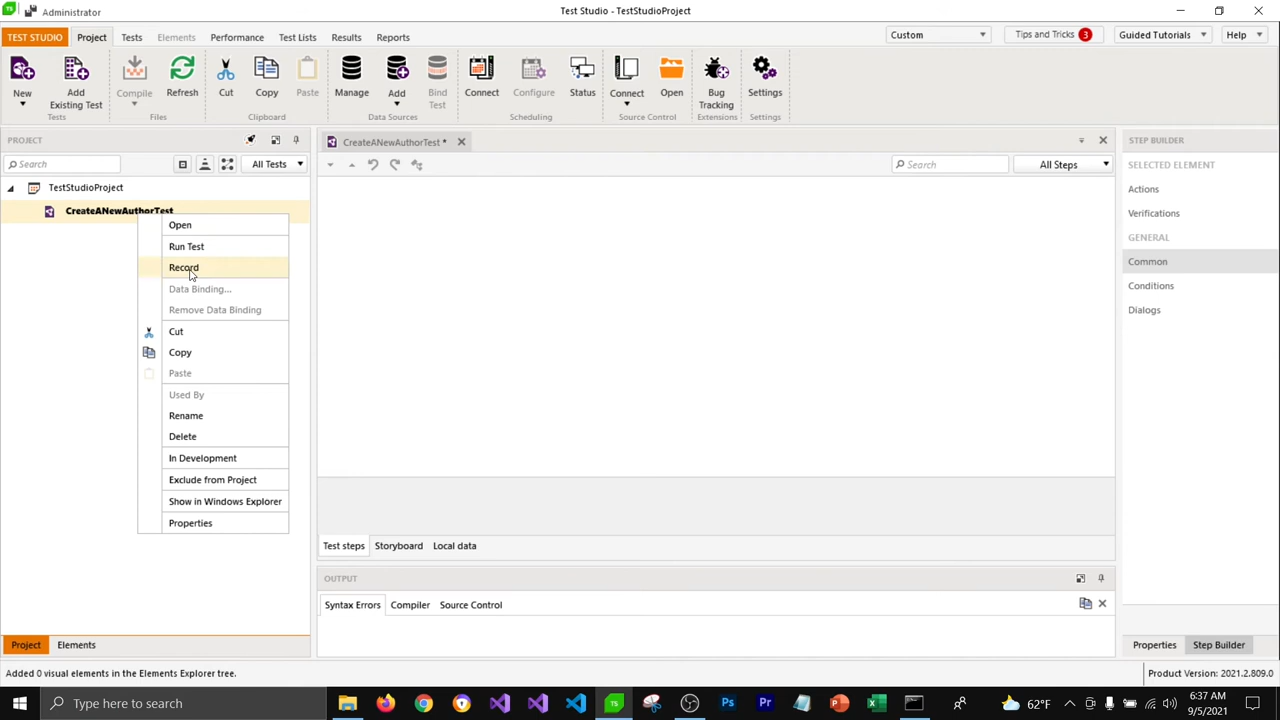 TS
Administrator
Test Studio - TestStudioProject
TEST STUDIO
Project
Tests
Elements
Performance
Test Lists
Results
Reports
Custom
Tips and Tricks
3
Guided Tutorials
Help
New
Add
Existing Test
Compile
Refresh
Cut
Copy
Paste
Manage
Add
Bind
Test
Connect
Configure
Status
Connect
Open
Bug
Tracking
Settings
Tests
Files
Clipboard
Data Sources
Scheduling
Source Control
Extensions
Settings
PROJECT
Search
All Tests
TestStudioProject
CreateANewAuthorTest
Open
Run Test
Record
Data Binding...
Remove Data Binding
Cut
Copy
Paste
Used By
Rename
Delete
In Development
Exclude from Project
Show in Windows Explorer
Properties
CreateANewAuthorTest *
Search
All Steps
Test steps
Storyboard
Local data
OUTPUT
Syntax Errors
Compiler
Source Control
STEP BUILDER
SELECTED ELEMENT
Actions
Verifications
GENERAL
Common
Conditions
Dialogs
Project
Elements
Properties
Step Builder
Added 0 visual elements in the Elements Explorer tree.
Product Version: 2021.2.809.0
Type here to search
TS
Ps
Pr
62°F
6:37 AM
9/5/2021